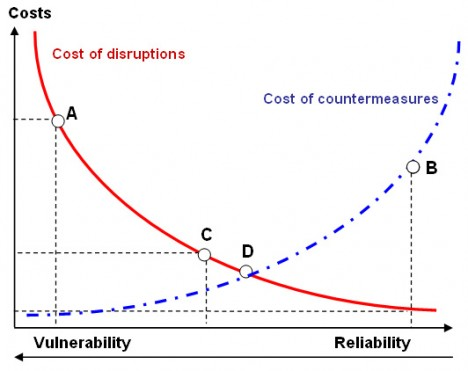 Costs
Cost of disruptions
Cost of countermeasures
A
B
C
D
Vulnerability
Reliability